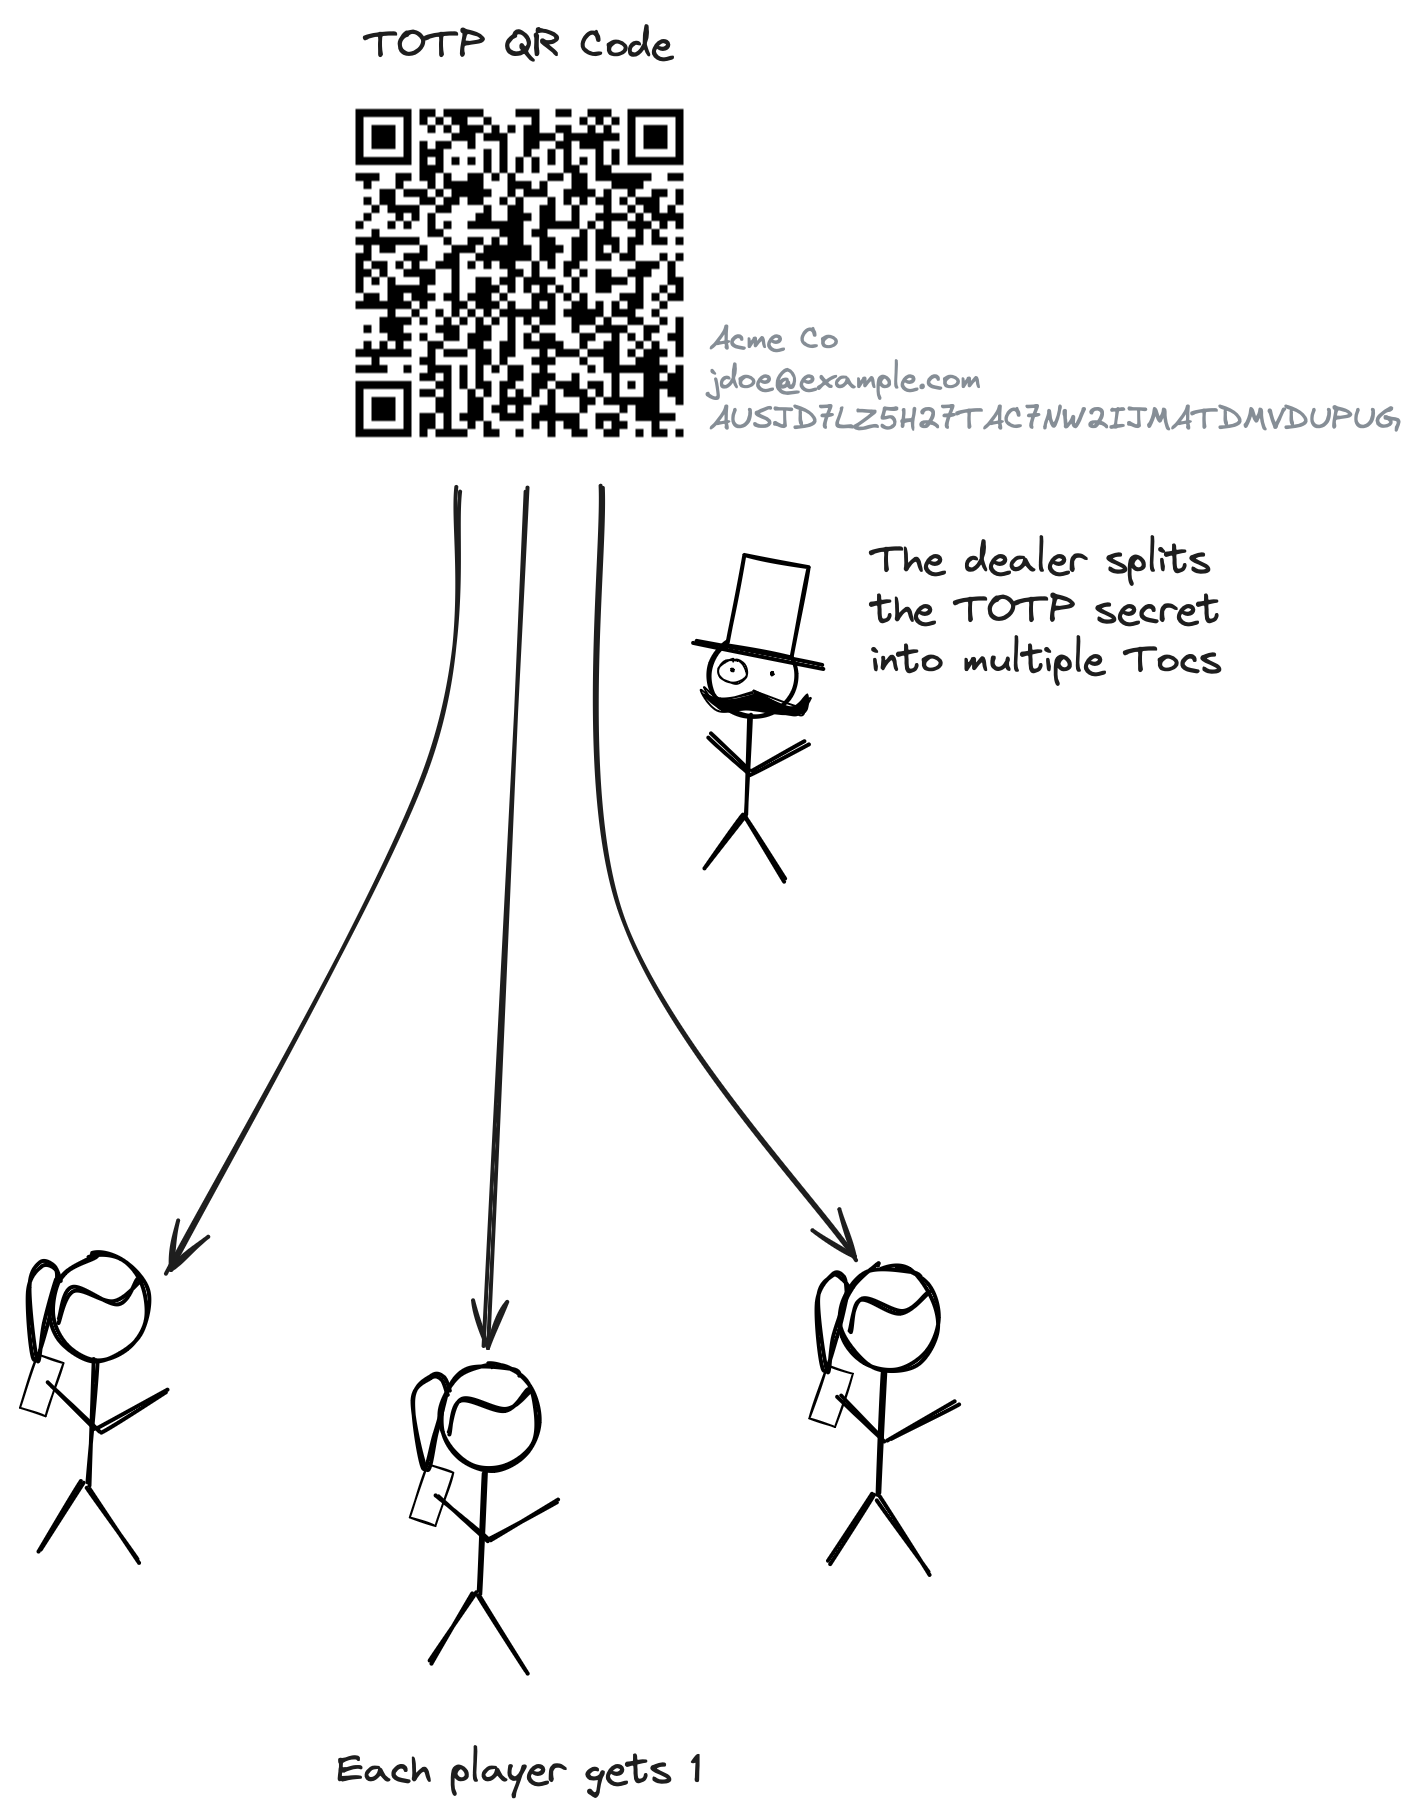 TOTP QR Code
Acme Co
jdoe@example.com
AUSJD7LZ5H27TAC7NW2IJMATDMVDUPUG
The dealer splits
the TOTP secret
into multiple Tocs
Each player gets 1